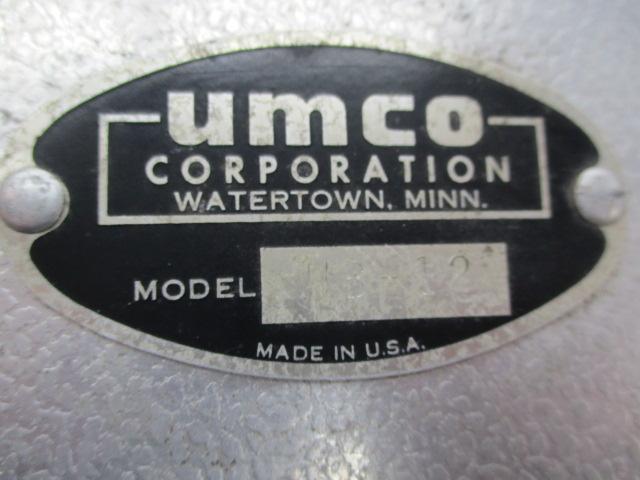 umco
CORPORATION
WATERTOWN, MINN.
MODEL
MADE IN U.S.A.